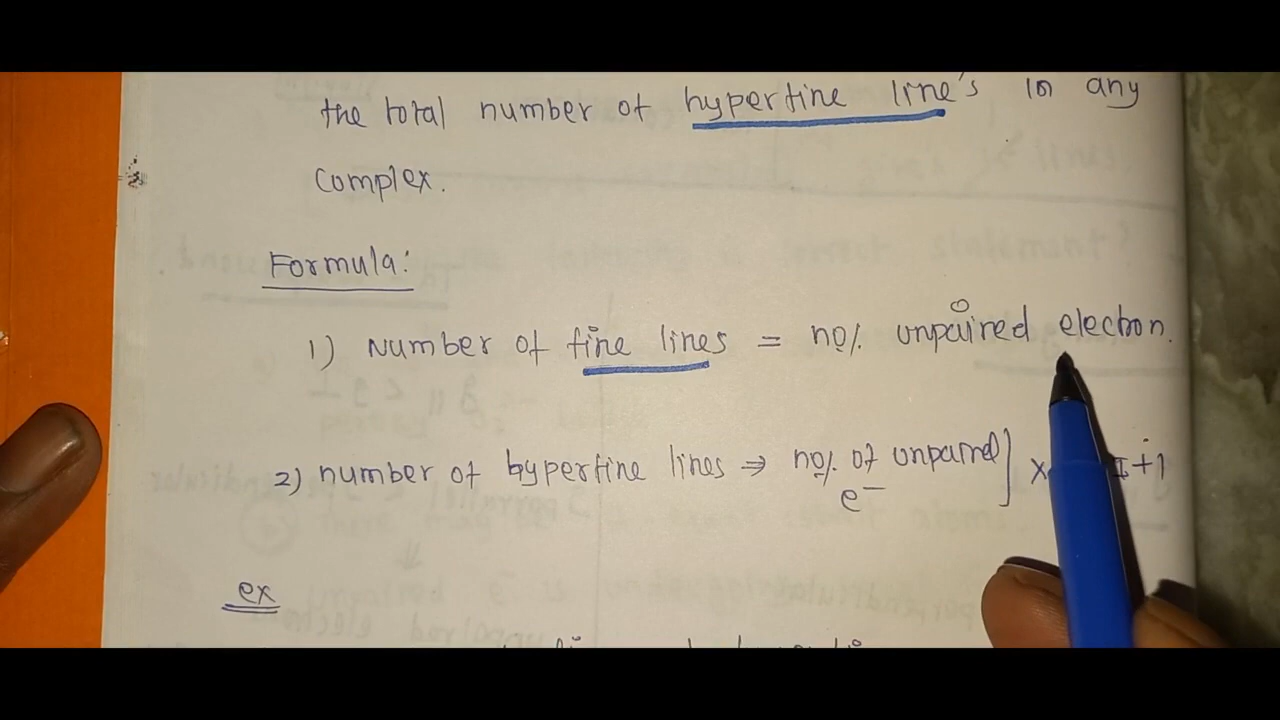 the total number of hyperfine line's in any
complex.
Formula:
1) Number of fine lines = no/. unpaired electron.
2) number of hyperfine lines ⇒ no/. of unpaired e⁻] × I+1
ex